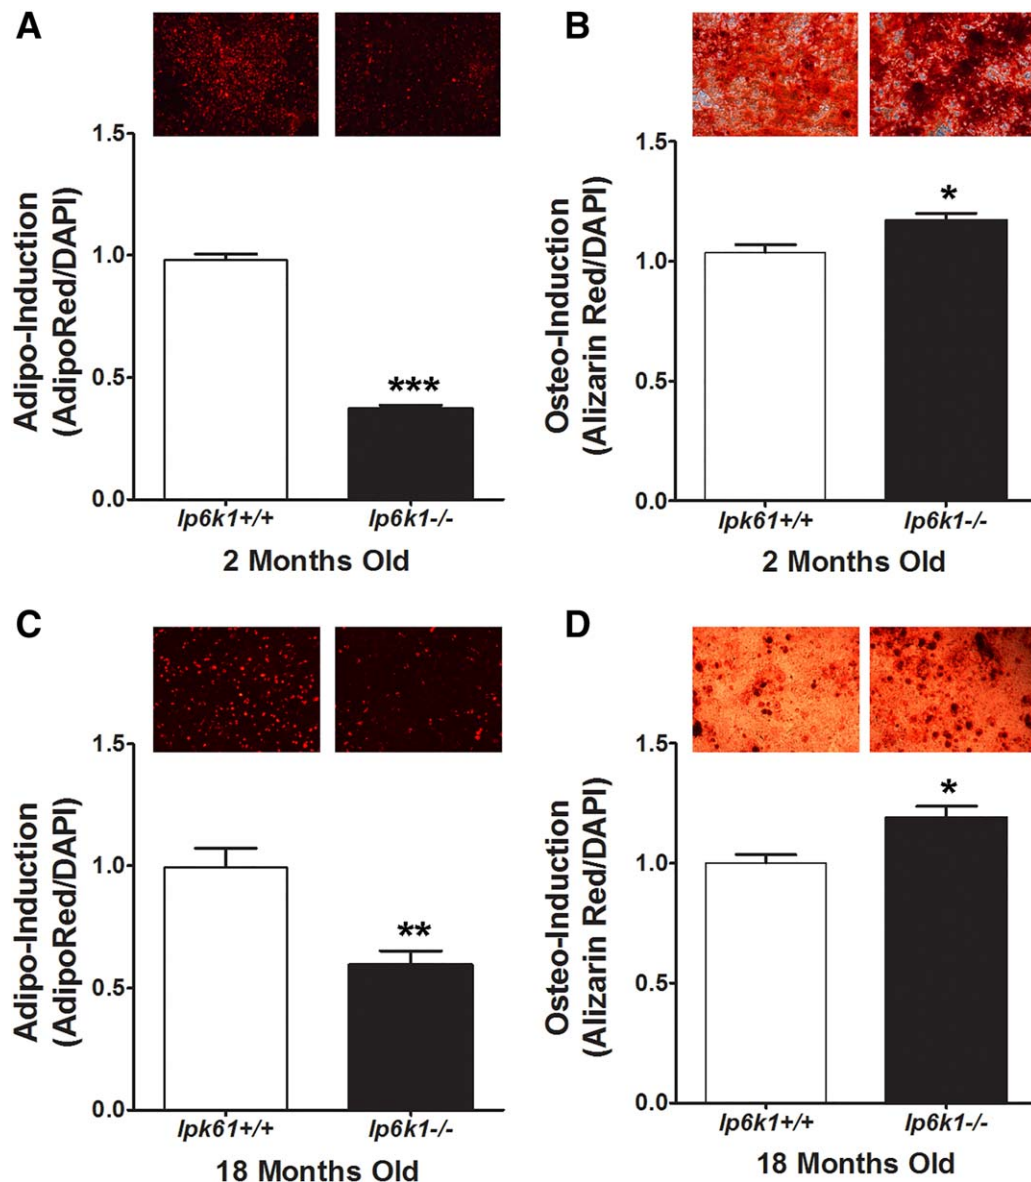 A
B
1.5
1.0
0.5
0.0
Adipo-Induction
(AdipoRed/DAPI)
***
Ip6k1+/+
Ip6k1-/-
2 Months Old
1.5
1.0
0.5
0.0
Osteo-Induction
(Alizarin Red/DAPI)
*
Ipk61+/+
Ip6k1-/-
2 Months Old
C
D
1.5
1.0
0.5
0.0
Adipo-Induction
(AdipoRed/DAPI)
**
Ipk61+/+
Ip6k1-/-
18 Months Old
1.5
1.0
0.5
0.0
Osteo-Induction
(Alizarin Red/DAPI)
*
Ipk61+/+
Ip6k1-/-
18 Months Old